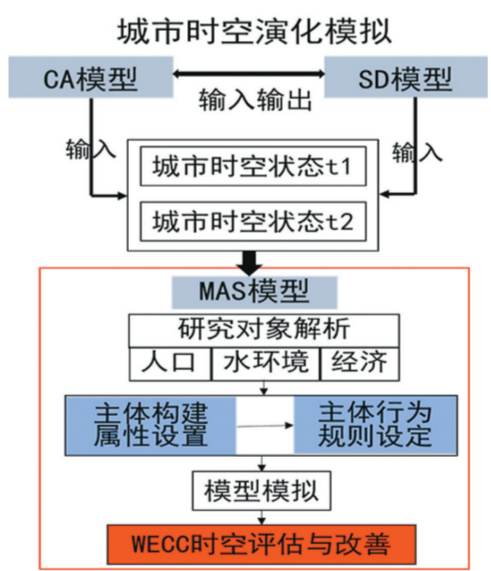 城市时空演化模拟
CA模型
SD模型
输入输出
输入
输入
城市时空状态t1
城市时空状态t2
MAS模型
研究对象解析
人口 水环境 经济
主体构建
属性设置
主体行为
规则设定
模型模拟
WECC时空评估与改善